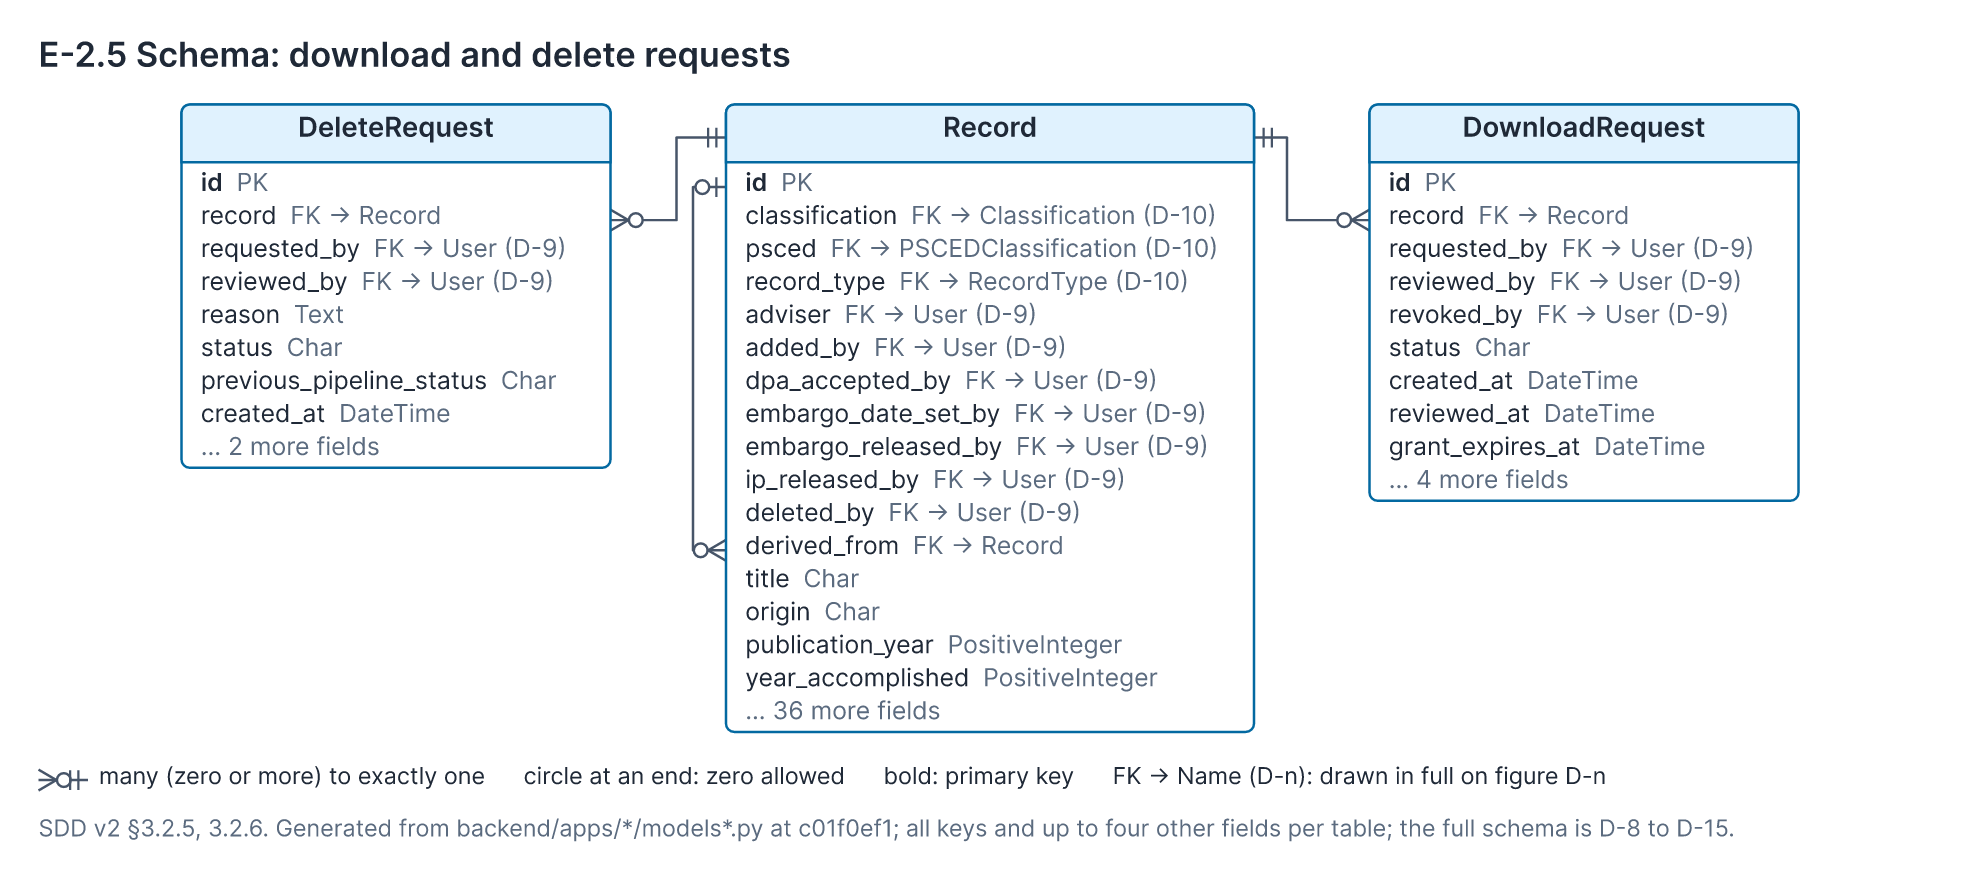 E-2.5 Schema: download and delete requests
DeleteRequest
id PK
record FK → Record
requested_by FK → User (D-9)
reviewed_by FK → User (D-9)
reason Text
status Char
previous_pipeline_status Char
created_at DateTime
... 2 more fields
Record
id PK
classification FK → Classification (D-10)
psced FK → PSCEDClassification (D-10)
record_type FK → RecordType (D-10)
adviser FK → User (D-9)
added_by FK → User (D-9)
dpa_accepted_by FK → User (D-9)
embargo_date_set_by FK → User (D-9)
embargo_released_by FK → User (D-9)
ip_released_by FK → User (D-9)
deleted_by FK → User (D-9)
derived_from FK → Record
title Char
origin Char
publication_year PositiveInteger
year_accomplished PositiveInteger
... 36 more fields
DownloadRequest
id PK
record FK → Record
requested_by FK → User (D-9)
reviewed_by FK → User (D-9)
revoked_by FK → User (D-9)
status Char
created_at DateTime
reviewed_at DateTime
grant_expires_at DateTime
... 4 more fields
many (zero or more) to exactly one circle at an end: zero allowed bold: primary key FK → Name (D-n): drawn in full on figure D-n
SDD v2 §3.2.5, 3.2.6. Generated from backend/apps/*/models*.py at c01f0ef1; all keys and up to four other fields per table; the full schema is D-8 to D-15.